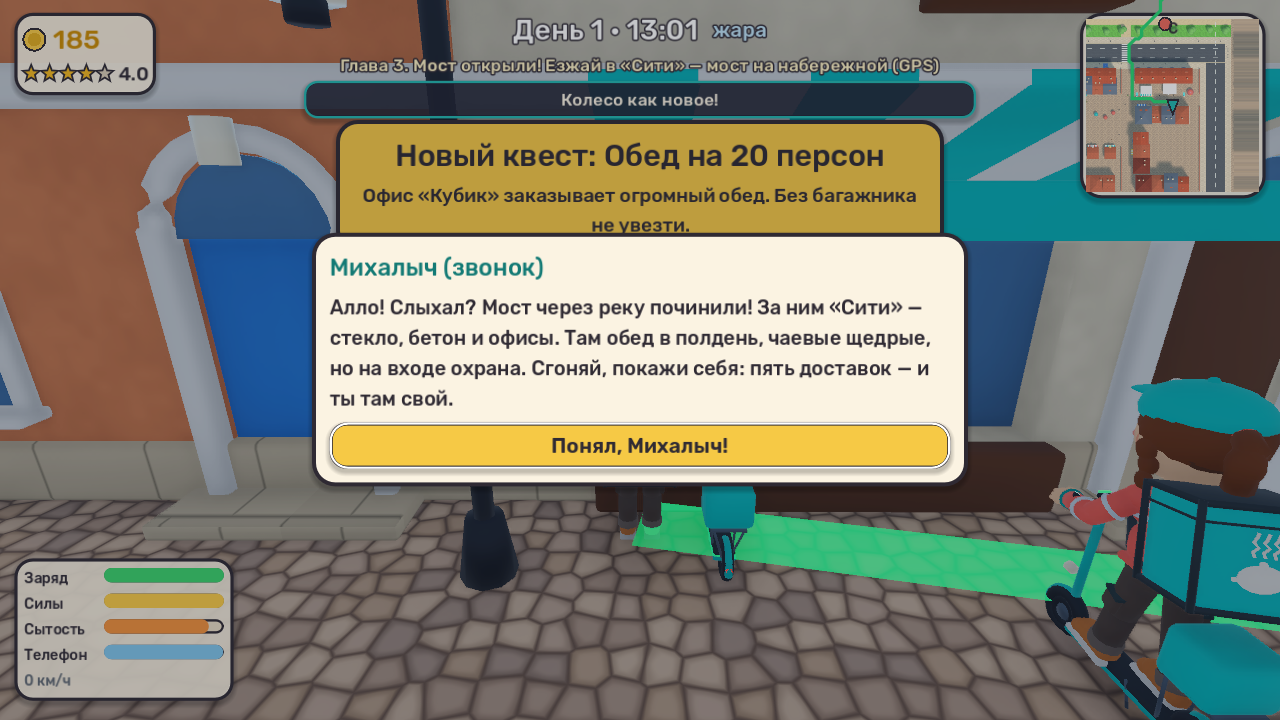 185
4.0
День 1 • 13:01 жара
Глава 3. Мост открыли! Езжай в «Сити» — мост на набережной (GPS)
Колесо как новое!
Новый квест: Обед на 20 персон
Офис «Кубик» заказывает огромный обед. Без багажника
не увезти.
Михалыч (звонок)
Алло! Слыхал? Мост через реку починили! За ним «Сити» —
стекло, бетон и офисы. Там обед в полдень, чаевые щедрые,
но на входе охрана. Сгоняй, покажи себя: пять доставок — и
ты там свой.
Понял, Михалыч!
Заряд
Силы
Сытость
Телефон
0 км/ч